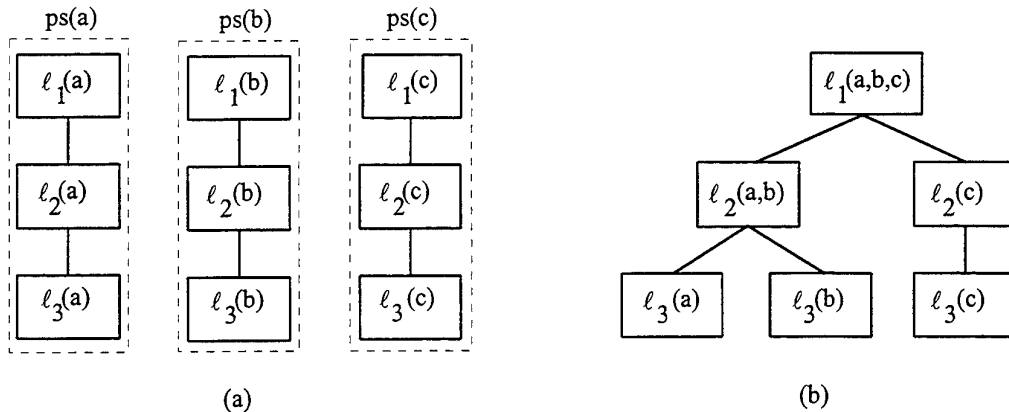 ps(a) ps(b) ps(c)
ℓ1(a) ℓ1(b) ℓ1(c) ℓ1(a,b,c)
ℓ2(a) ℓ2(b) ℓ2(c) ℓ2(a,b) ℓ2(c)
ℓ3(a) ℓ3(b) ℓ3(c) ℓ3(a) ℓ3(b) ℓ3(c)
(a) (b)